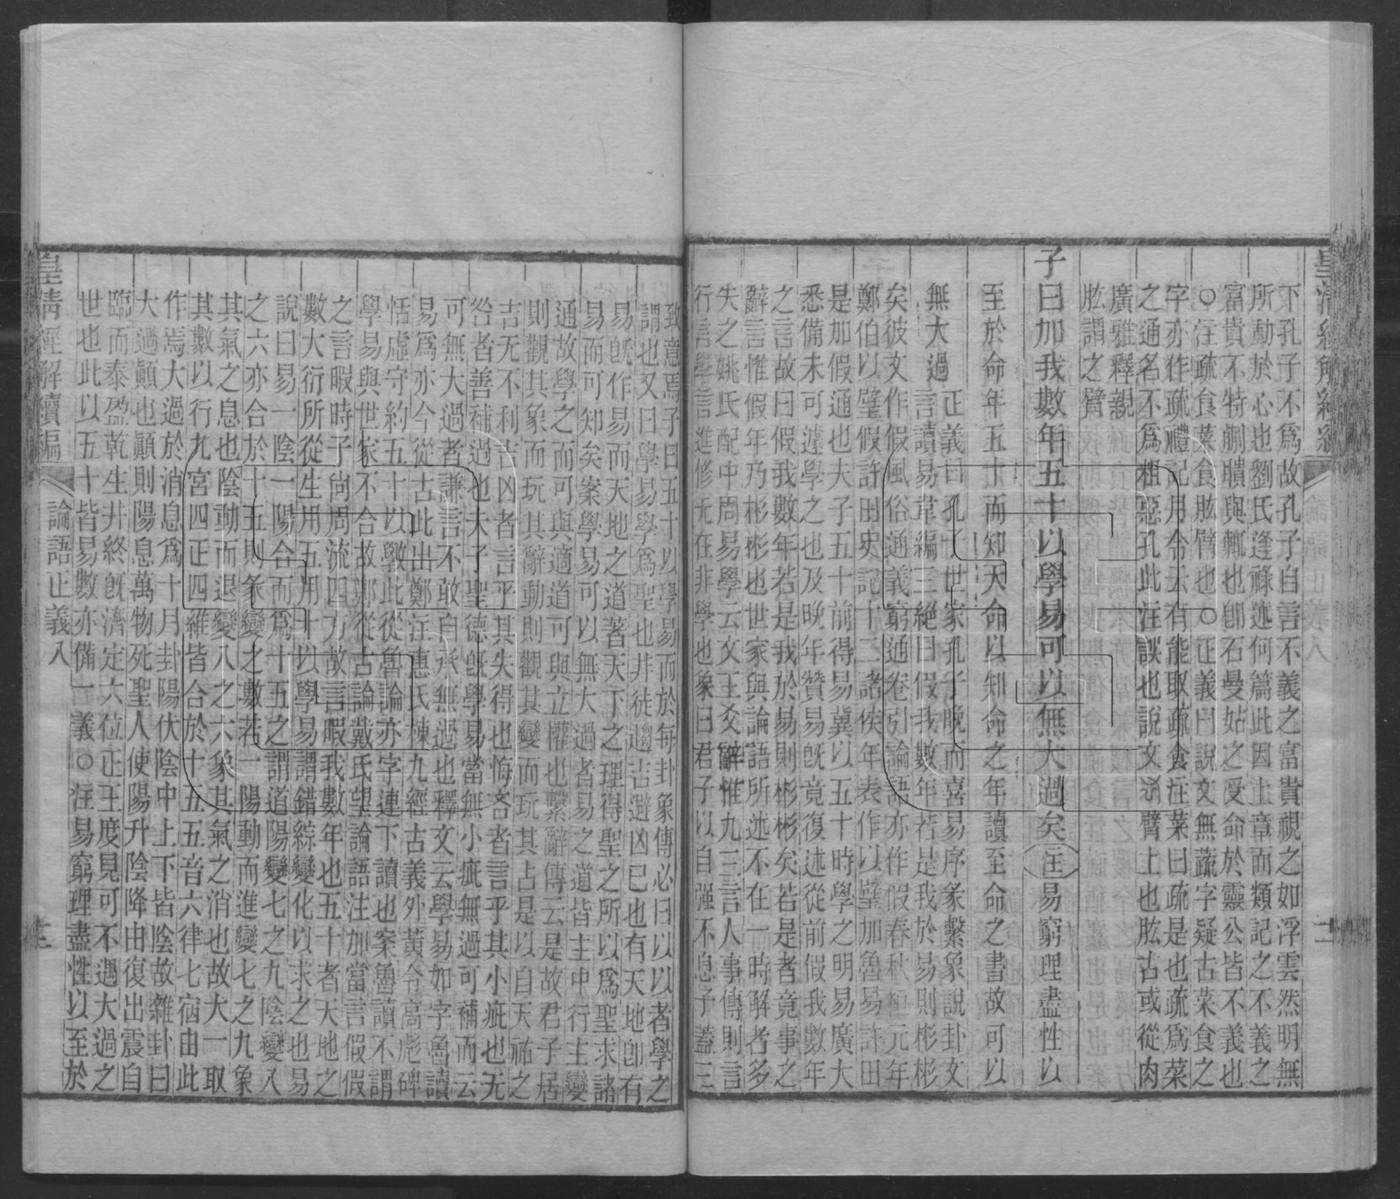 下孔子不爲故孔子自言不義之富貴視之如浮雲然明無
所動於心也劉氏逢祿述何篇此因上章而類記之不義之
富貴不特蒯聵與輒也卽石曼姑之受命於靈公皆不義也
○注疏食菜食肱臂也○正義曰說文無蔬字疑古菜食之
字亦作疏禮記月令云有能取疏食注菜曰疏是也疏爲菜
之通名不爲粗惡孔此注誤也說文厷臂上也肱古或從肉
廣雅釋親
肱謂之臂
子曰加我數年五十以學易可以無大過矣注易窮理盡性以
至於命年五十而知天命以知命之年讀至命之書故可以
無大過
正義曰孔子世家孔子晚而喜易序彖繫象說卦文
言讀易韋編三絕曰假我數年若是我於易則彬彬
矣彼文作假風俗通義窮通卷引論語亦作假春秋桓元年
鄭伯以璧假許田史記十二諸侯年表作以璧加魯易許田
是加假通也夫子五十前得易冀以五十時學之明易廣大
悉備未可遽學之也及晚年贊易旣竟復述從前假我數年
之言故曰假我數年若是我於易則彬彬矣若是者竟事之
辭言惟假年乃彬彬也世家與論語所述不在一時解者多
失之姚氏配中周易學云文王爻辭惟九三言人事傳則言
行言學言進修无在非學也象曰君子以自强不息子蓋三
致意焉子曰五十以學易而於每卦象傳必曰以以者學之
謂也又曰學易學爲聖也非徒趨吉避凶已也有天地卽有
易旣作易而天地之道著天下之理得聖之所以爲聖求諸
易而可知矣案學易可以無大過者易之道皆主中行主變
通故學之而可與適道可與立權也繫辭傳云是故君子居
則觀其象而玩其辭動則觀其變而玩其占是以自天祐之
吉无不利吉凶者言乎其失得也悔吝者言乎其小疵也无
咎者善補過也夫子聖德旣學易當無小疵無過可補而云
可無大過者謙言不敢自承無過也釋文云學易如字魯讀
易爲亦今從古此出鄭注惠氏棟九經古義外黃令高彪碑
恬虛守約五十以斅此從魯論亦字連下讀也案魯讀不謂
學易與世家不合故鄭從古論戴氏望論語注加當言假假
之言暇時子尙周流四方故言暇我數年也五十者天地之
數大衍所從生用五用十以學易謂錯綜變化以求之也易
說曰易一陰一陽合而爲十五之謂道陽變七之九陰變八
之六亦合於十五則彖變之數若一陽動而進變七之九象
其氣之息也陰動而退變八之六象其氣之消也故大一取
其數以行九宮四正四維皆合於十五五音六律七宿由此
作焉大過於消息爲十月卦陽伏陰中上下皆陰故雜卦曰
大過顚也顚則陽息萬物死聖人使陽升陰降由復出震自
臨而泰盈乾生井終旣濟定六位正王度見可不遇大過之
世也此以五十皆易數亦備一義○注易窮理盡性以至於
皇淸經解續編
論語正義八
十二